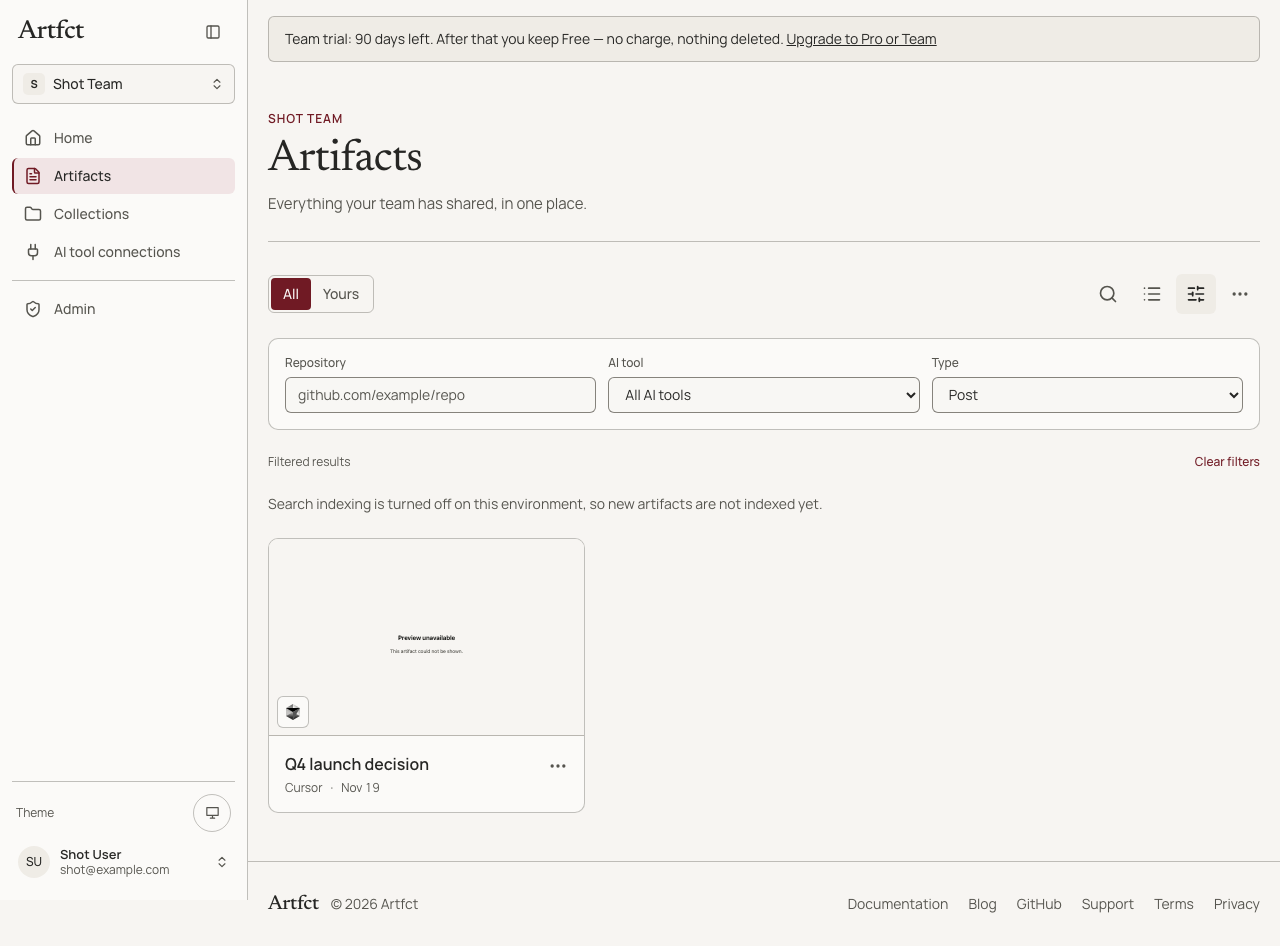 Artfct
S Shot Team
Home
Artifacts
Collections
AI tool connections
Admin
Theme
SU Shot User
shot@example.com
Team trial: 90 days left. After that you keep Free — no charge, nothing deleted. Upgrade to Pro or Team
SHOT TEAM
Artifacts
Everything your team has shared, in one place.
All Yours
Repository AI tool Type
github.com/example/repo All AI tools Post
Filtered results Clear filters
Search indexing is turned off on this environment, so new artifacts are not indexed yet.
Preview unavailable
This artifact could not be shown.
Q4 launch decision
Cursor · Nov 19
Artfct © 2026 Artfct Documentation Blog GitHub Support Terms Privacy